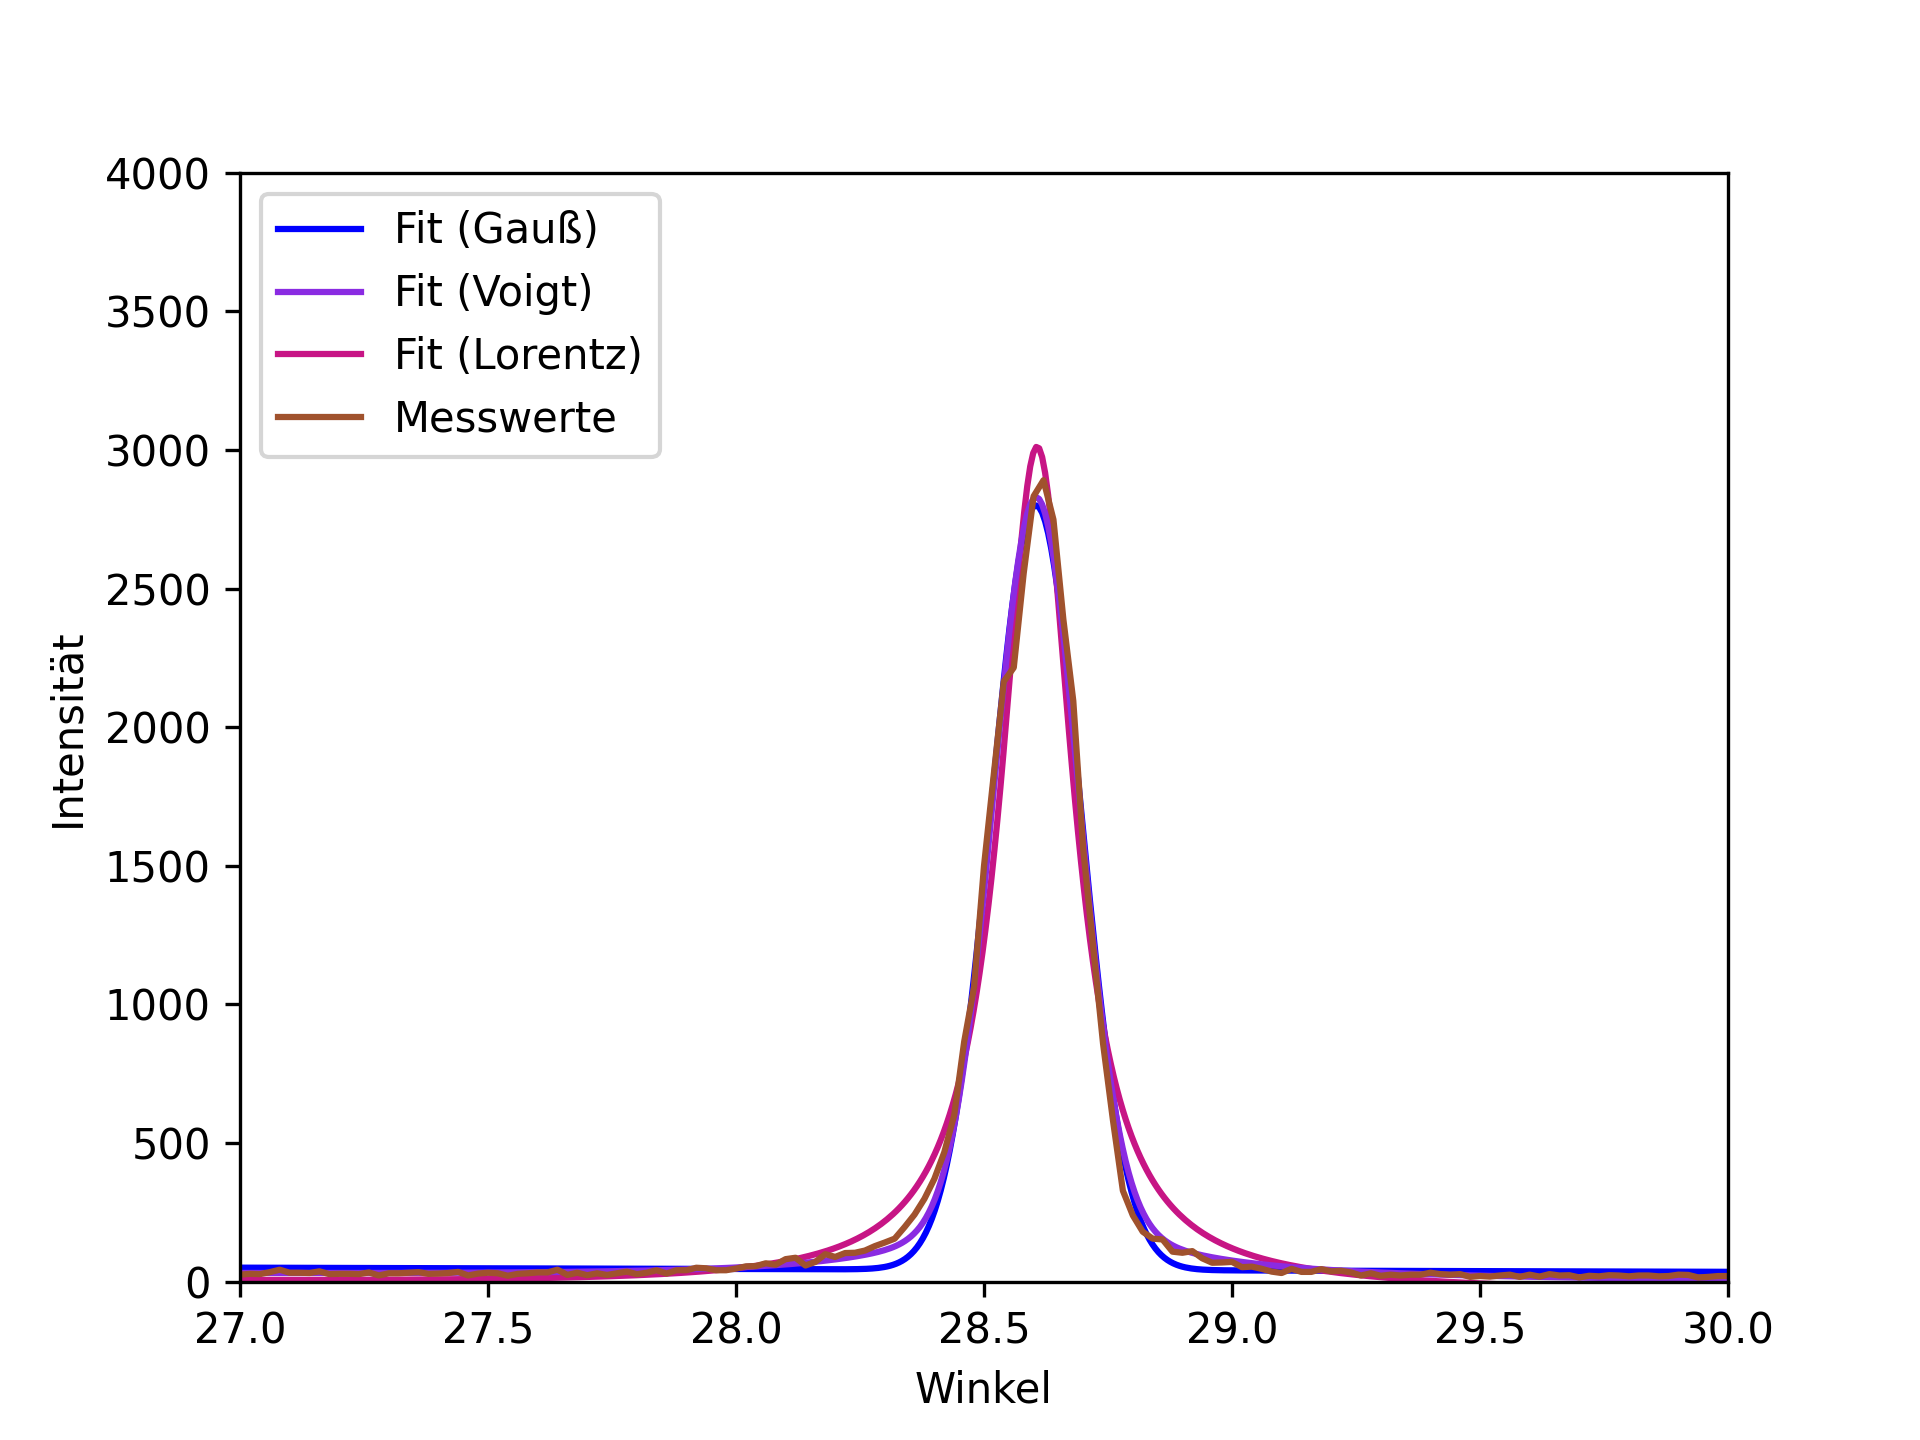 4000
3500
3000
2500
2000
1500
1000
500
0
Intensität
Fit (Gauß)
Fit (Voigt)
Fit (Lorentz)
Messwerte
27.0 27.5 28.0 28.5 29.0 29.5 30.0
Winkel